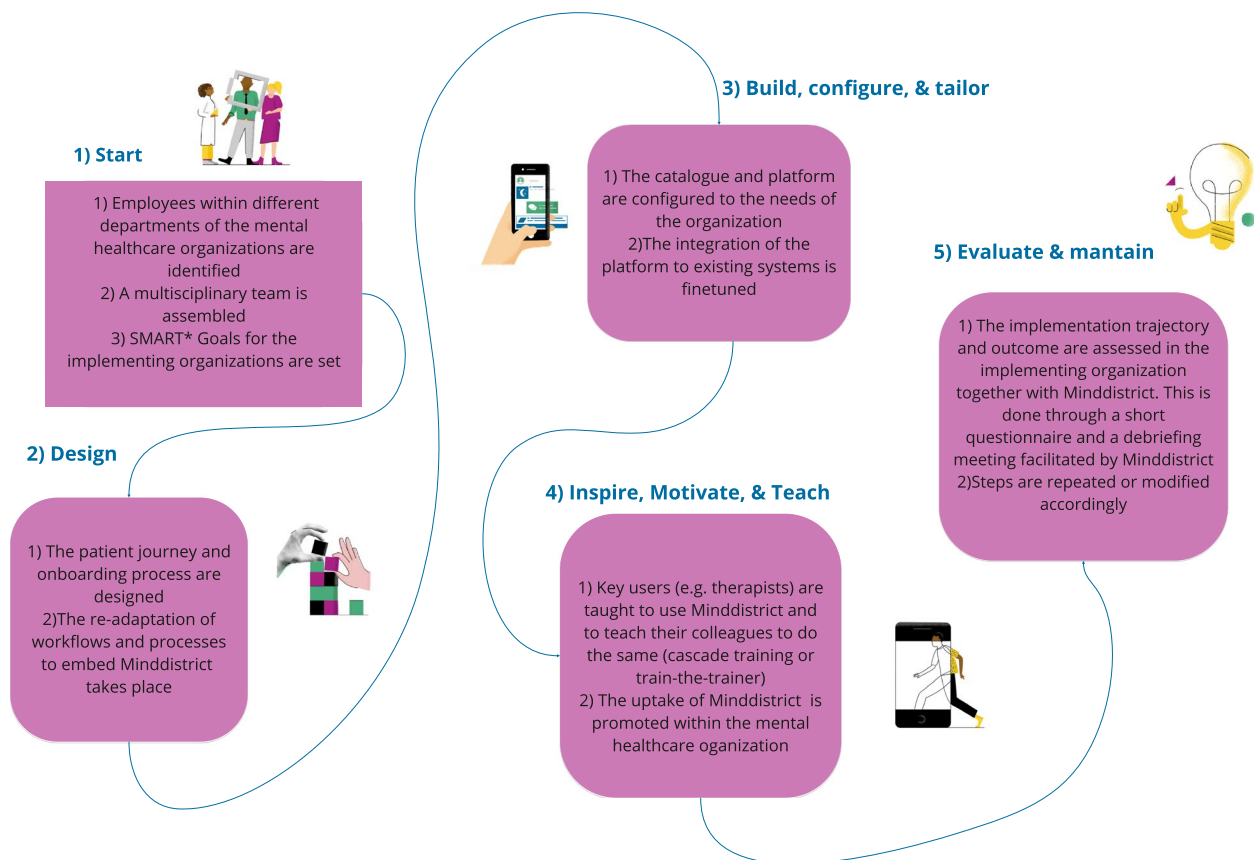 1) Start
1) Employees within different
departments of the mental
healthcare organizations are
identified
2) A multisciplinary team is
assembled
3) SMART* Goals for the
implementing organizations are set
2) Design
1) The patient journey and
onboarding process are
designed
2)The re-adaptation of
workflows and processes
to embed Minddistrict
takes place
3) Build, configure, & tailor
1) The catalogue and platform
are configured to the needs of
the organization
2)The integration of the
platform to existing systems is
finetuned
4) Inspire, Motivate, & Teach
1) Key users (e.g. therapists) are
taught to use Minddistrict and
to teach their colleagues to do
the same (cascade training or
train-the-trainer)
2) The uptake of Minddistrict is
promoted within the mental
healthcare oganization
5) Evaluate & mantain
1) The implementation trajectory
and outcome are assessed in the
implementing organization
together with Minddistrict. This is
done through a short
questionnaire and a debriefing
meeting facilitated by Minddistrict
2)Steps are repeated or modified
accordingly